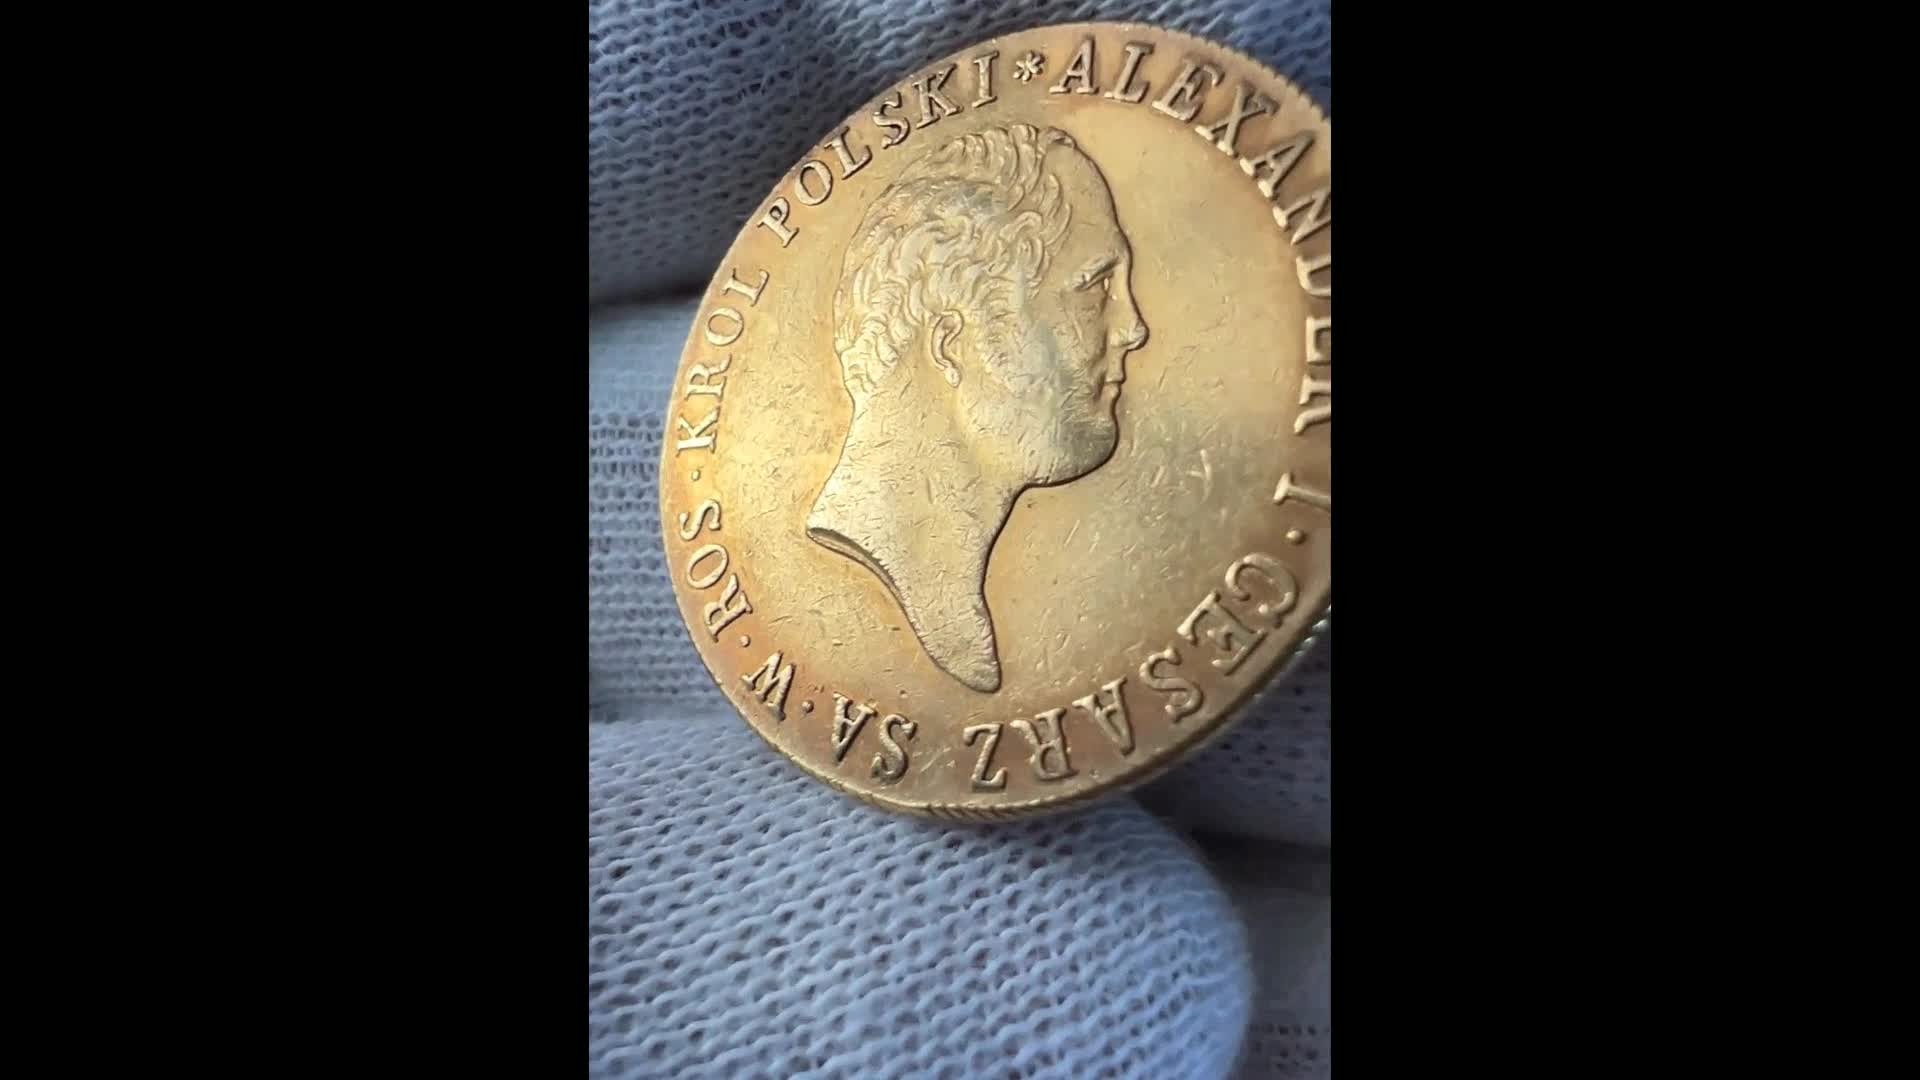 ALEXANDER I · CESARZ SA · W · ROS · KROL POLSKI *